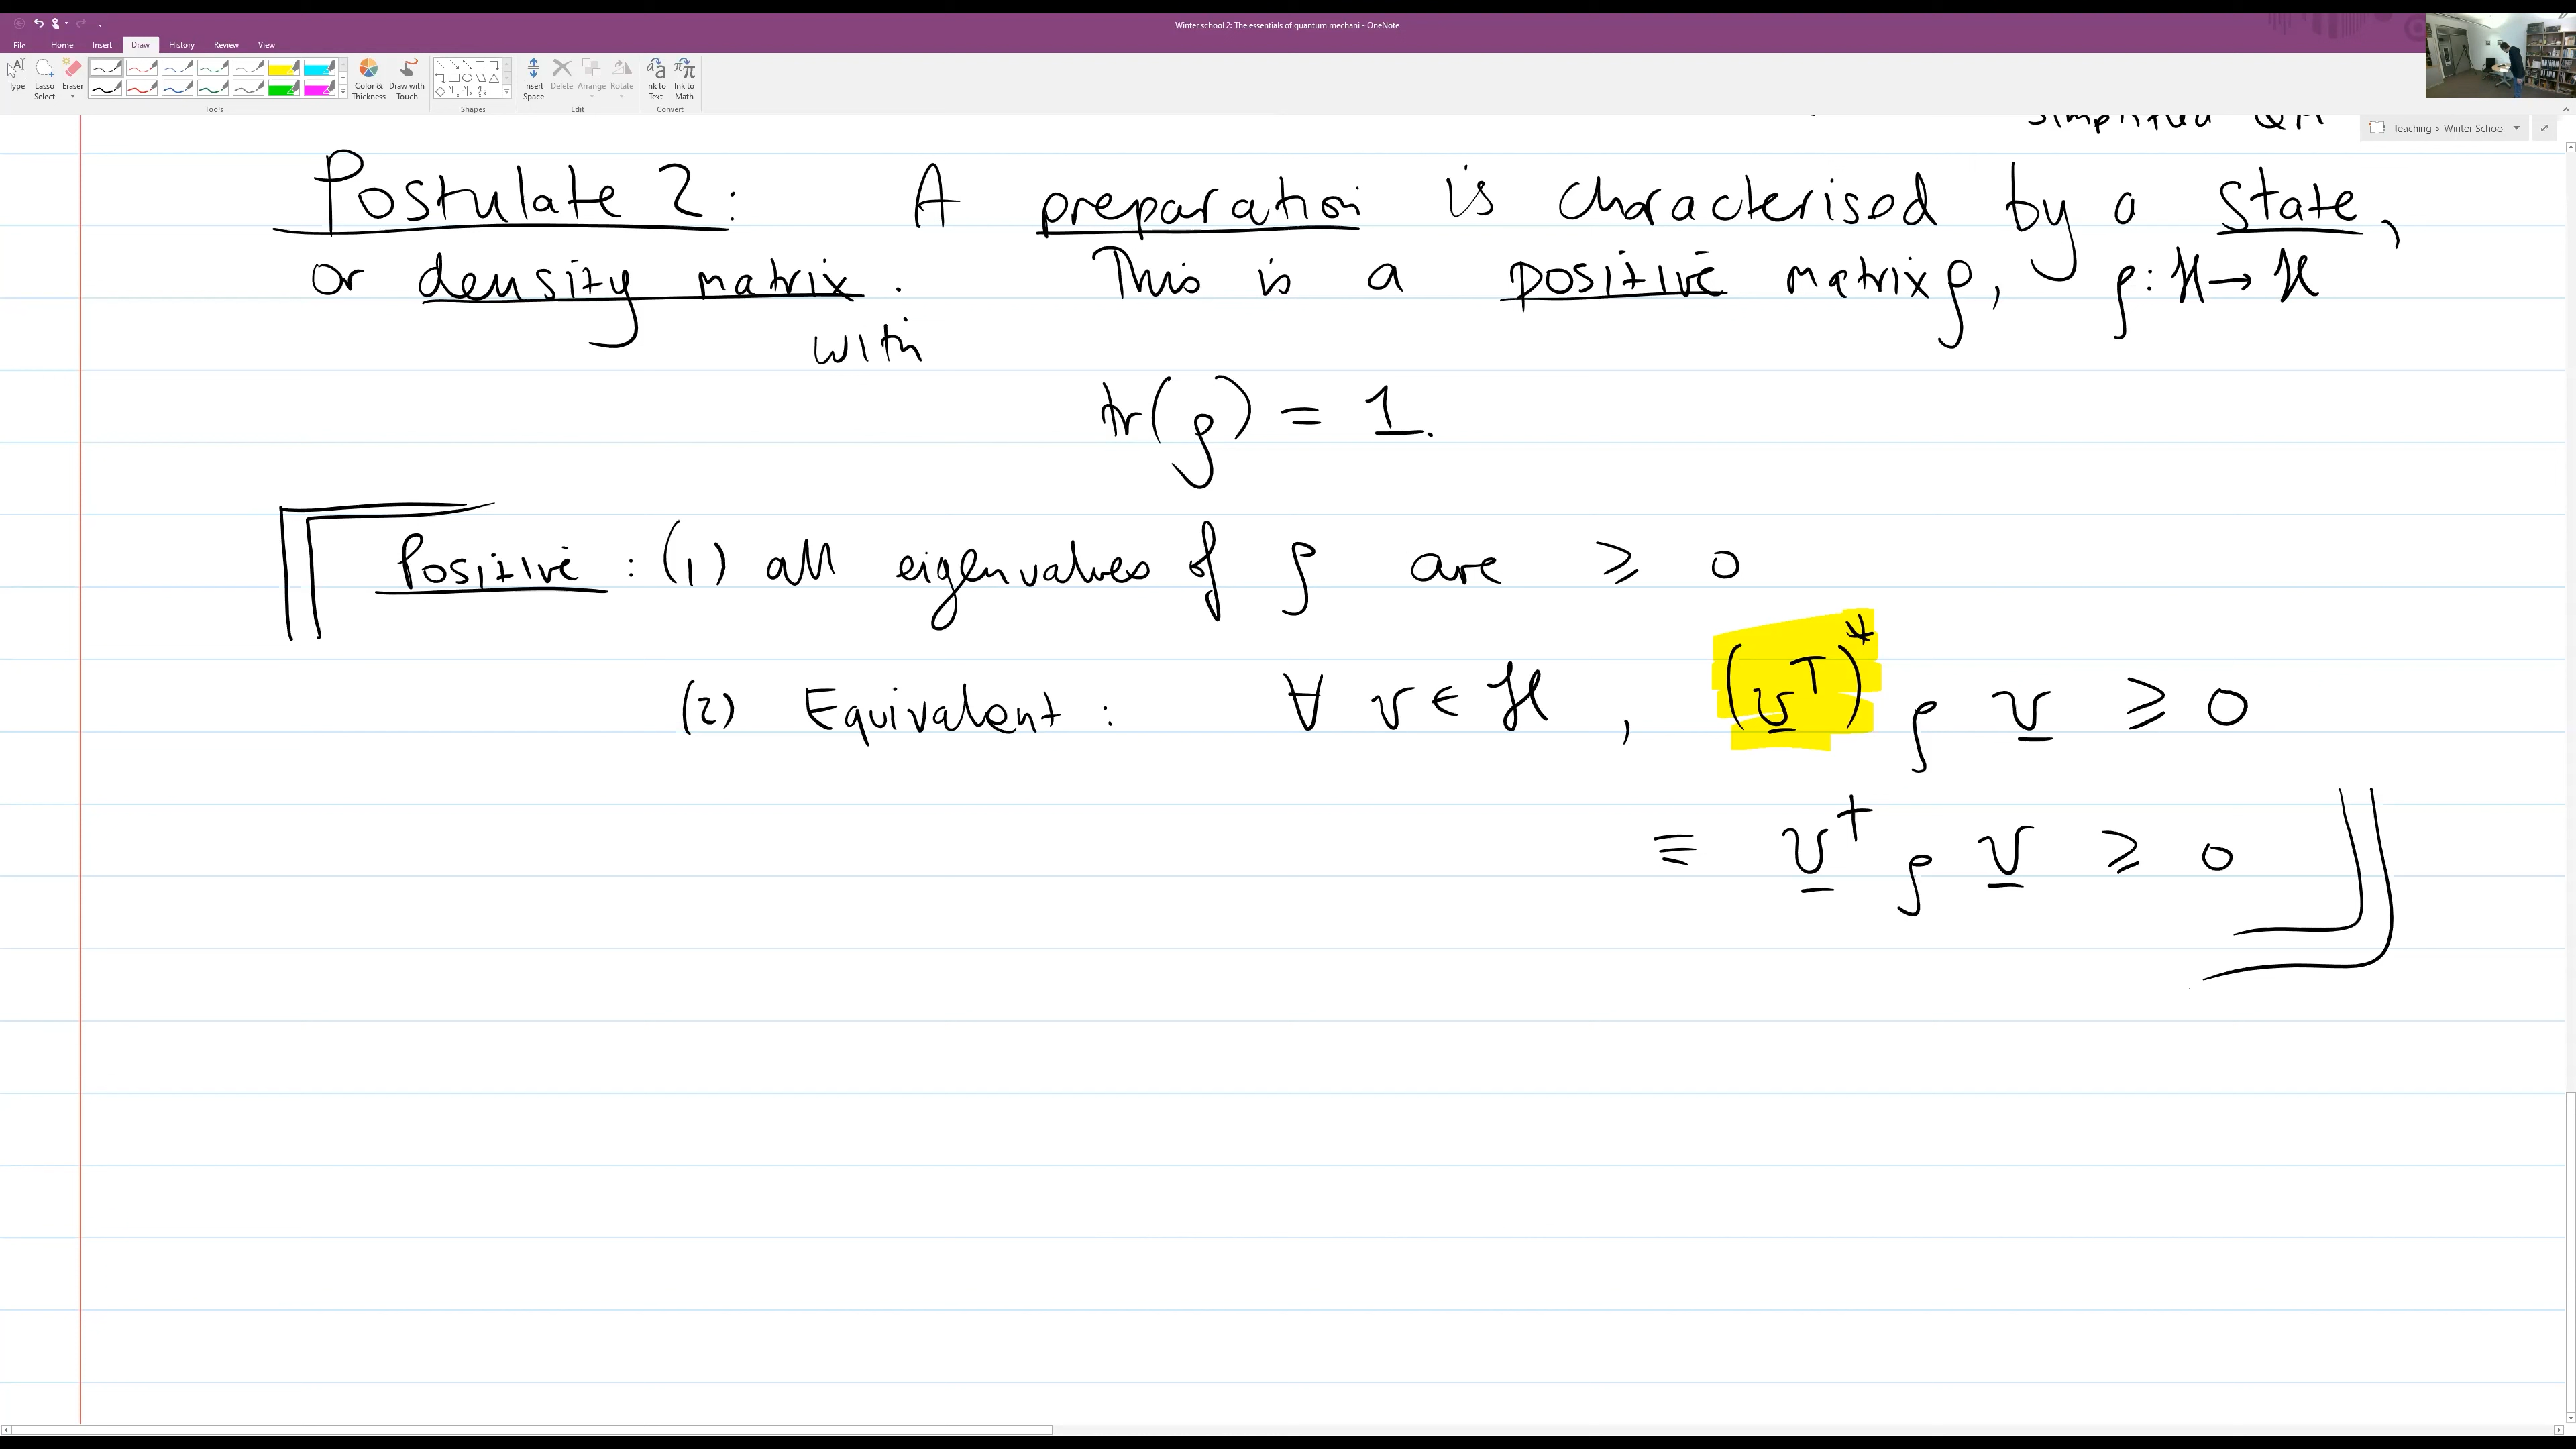 Winter school 2: The essentials of quantum mechani - OneNote
File Home Insert Draw History Review View
Type Lasso Select Eraser Color & Thickness Draw with Touch Insert Space Delete Arrange Rotate Ink to Text Ink to Math
Tools Shapes Edit Convert
simplified QM
Teaching > Winter School
Postulate 2: A preparation is characterised by a state,
or density matrix. This is a positive matrix ρ, ρ: ℋ → ℋ
with
tr(ρ) = 1.
Positive: (1) all eigenvalues of ρ are ≥ 0
(2) Equivalent: ∀ v ∈ ℋ, (v^T)^* ρ v ≥ 0
≡ v^† ρ v ≥ 0